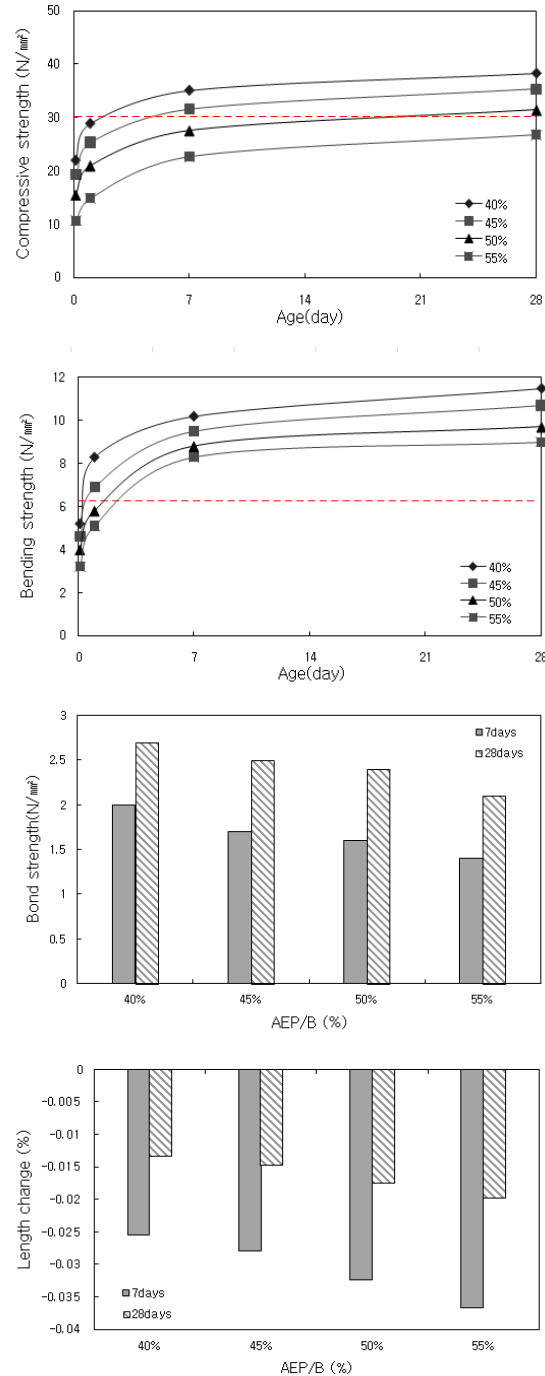 Compressive strength (N/㎟)
50
40
30
20
10
0
40%
45%
50%
55%
0 7 14 21 28
Age(day)
Bending strength (N/㎟)
12
10
8
6
4
2
0
40%
45%
50%
55%
0 7 14 21 28
Age(day)
Bond strength(N/㎟)
3
2.5
2
1.5
1
0.5
0
7days
28days
40% 45% 50% 55%
AEP/B (%)
Length change (%)
0
-0.005
-0.01
-0.015
-0.02
-0.025
-0.03
-0.035
-0.04
7days
28days
40% 45% 50% 55%
AEP/B (%)